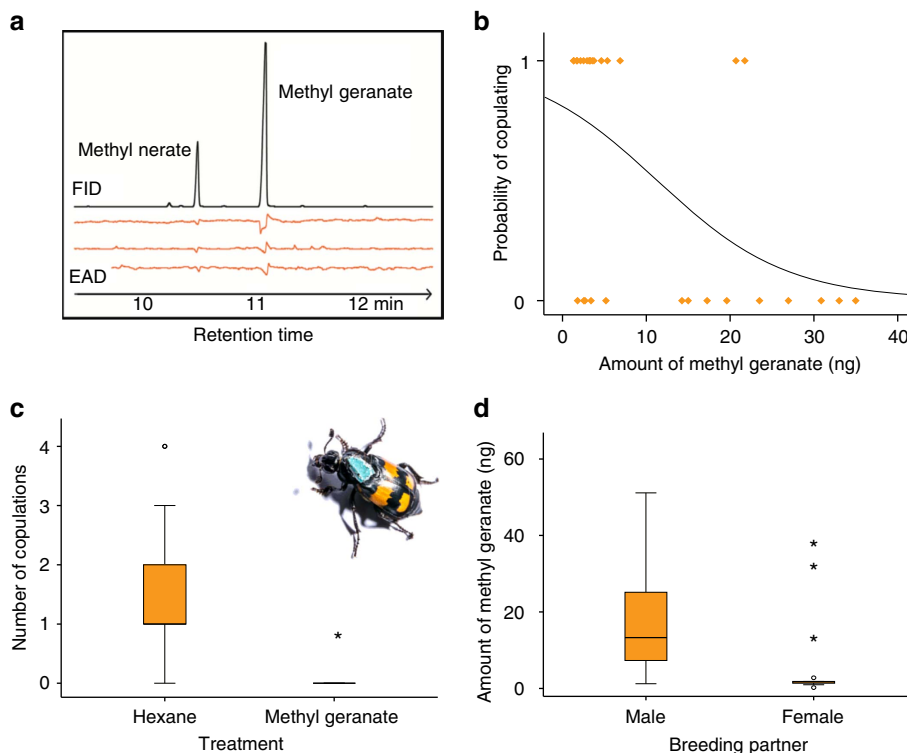 a
Methyl geranate
Methyl nerate
FID
EAD
10 11 12 min
Retention time
b
Probability of copulating
1
0
0 10 20 30 40
Amount of methyl geranate (ng)
c
Number of copulations
4
3
2
1
0
Hexane Methyl geranate
Treatment
d
Amount of methyl geranate (ng)
60
40
20
0
Male Female
Breeding partner